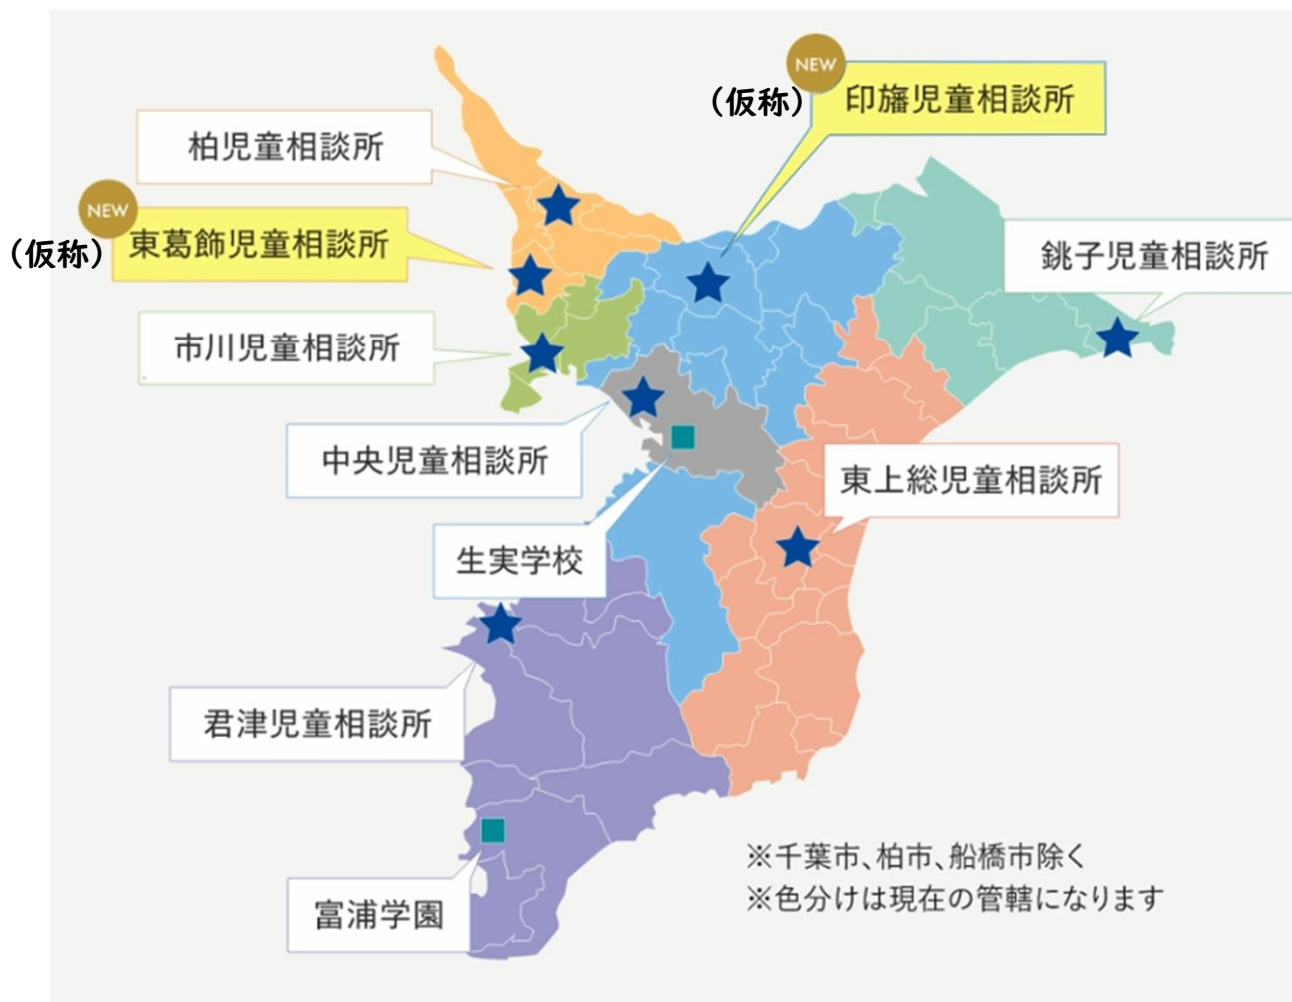 NEW
(仮称)
印旛児童相談所
柏児童相談所
NEW
(仮称)
東葛飾児童相談所
銚子児童相談所
市川児童相談所
中央児童相談所
東上総児童相談所
生実学校
君津児童相談所
富浦学園
※千葉市、柏市、船橋市除く
※色分けは現在の管轄になります